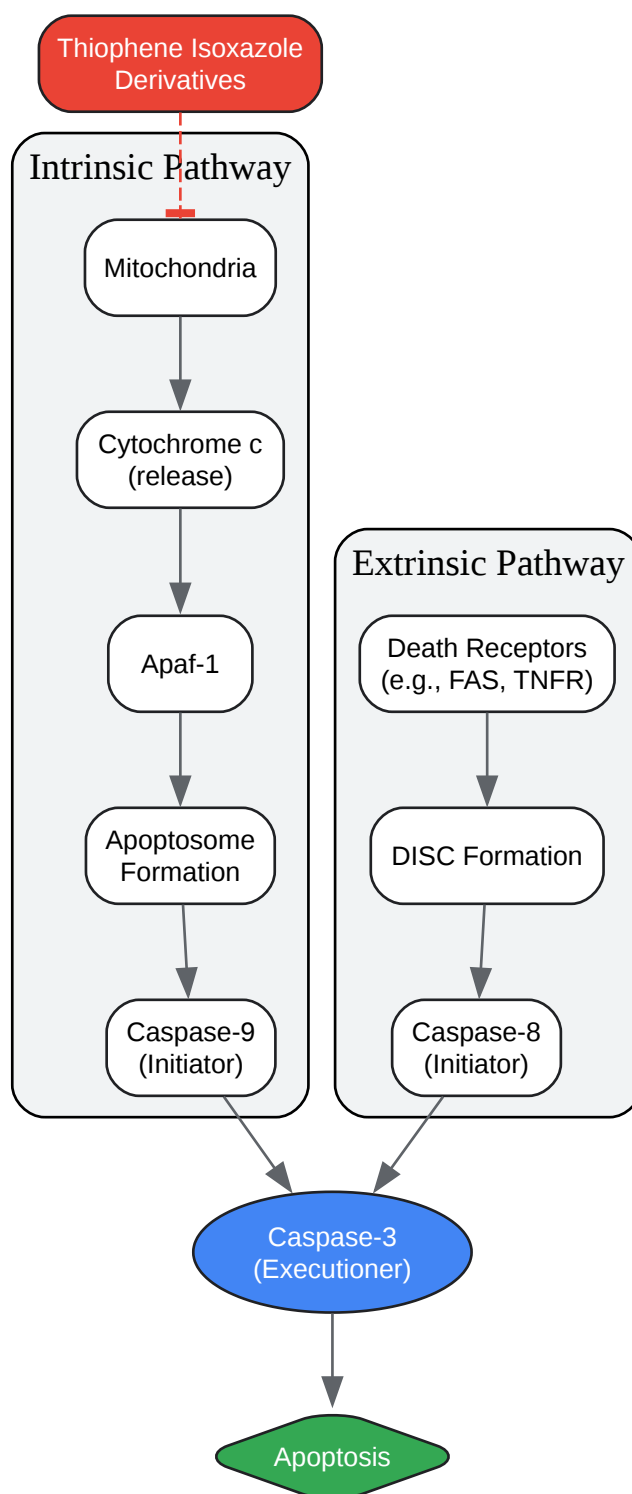 Thiophene Isoxazole
Derivatives
Intrinsic Pathway
Mitochondria
Cytochrome c
(release)
Apaf-1
Apoptosome
Formation
Caspase-9
(Initiator)
Extrinsic Pathway
Death Receptors
(e.g., FAS, TNFR)
DISC Formation
Caspase-8
(Initiator)
Caspase-3
(Executioner)
Apoptosis